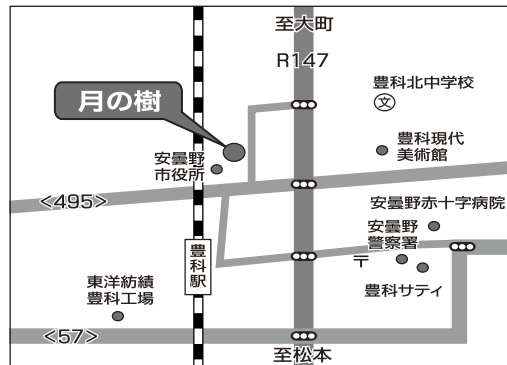 至大町
R147
豊科北中学校
文
月の樹
豊科現代
美術館
安曇野
市役所
<495>
安曇野赤十字病院
安曇野
警察署
〒
豊科駅
豊科サティ
東洋紡績
豊科工場
<57>
至松本